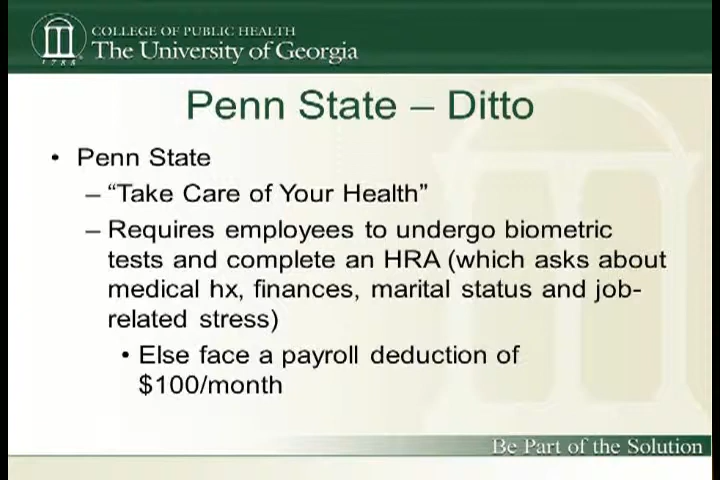 COLLEGE OF PUBLIC HEALTH
The University of Georgia
1785
Penn State – Ditto
• Penn State
– “Take Care of Your Health”
– Requires employees to undergo biometric
tests and complete an HRA (which asks about
medical hx, finances, marital status and job-
related stress)
• Else face a payroll deduction of
$100/month
Be Part of the Solution